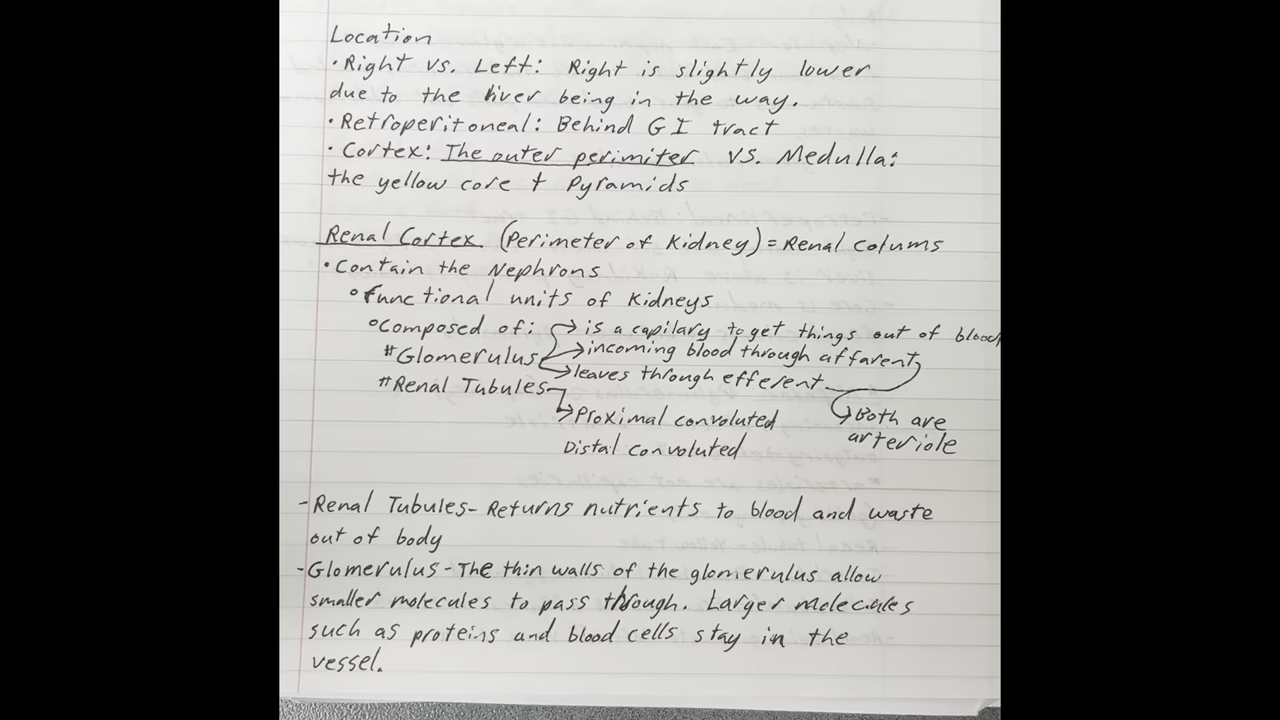 Location
• Right vs. Left: Right is slightly lower
due to the liver being in the way.
• Retroperitoneal: Behind GI tract
• Cortex: The outer perimiter vs. Medulla:
the yellow core + Pyramids
Renal Cortex (Perimeter of Kidney) = Renal colums
• Contain the Nephrons
° Functional units of Kidneys
° Composed of: → is a capilary to get things out of blood
# Glomerulus → incoming blood through affarent
→ leaves through efferent
# Renal Tubules
→ Proximal convoluted → Both are
Distal convoluted arteriole
- Renal Tubules - Returns nutrients to blood and waste
out of body
- Glomerulus - The thin walls of the glomerulus allow
smaller molecules to pass through. Larger molecules
such as proteins and blood cells stay in the
vessel.